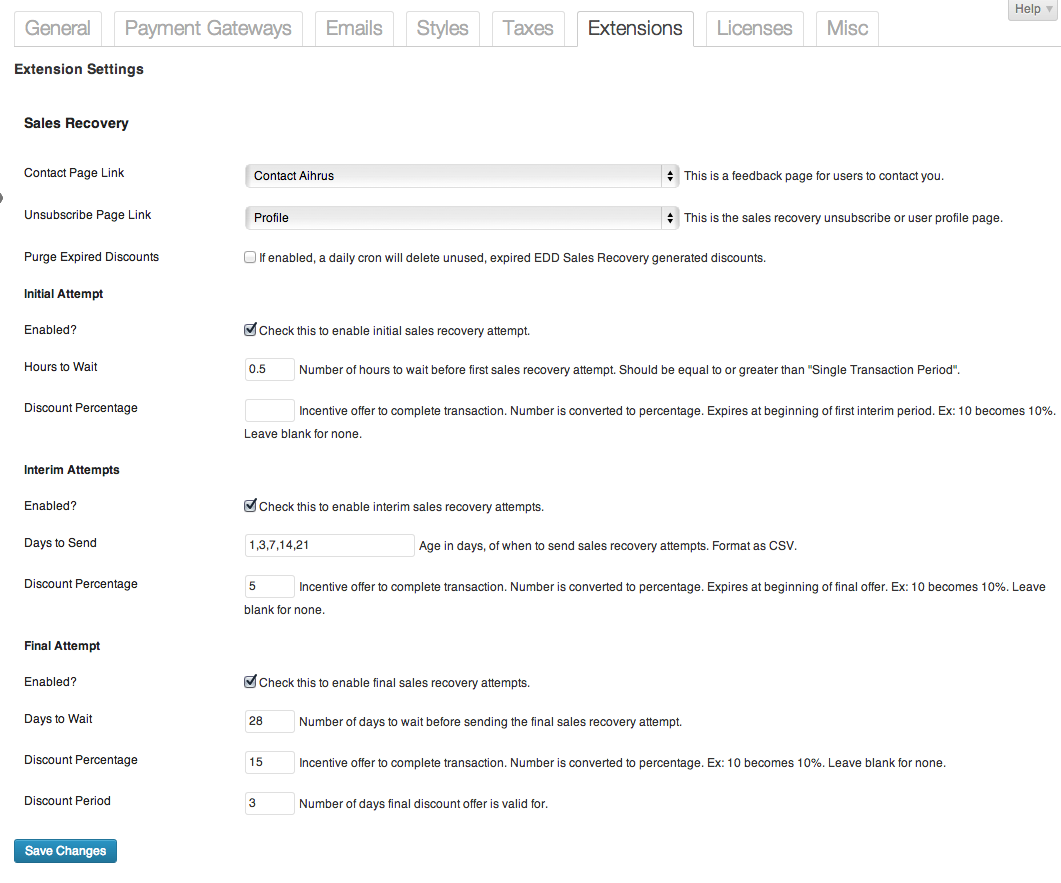 Help
General Payment Gateways Emails Styles Taxes Extensions Licenses Misc
Extension Settings
Sales Recovery
Contact Page Link Contact Aihrus This is a feedback page for users to contact you.
Unsubscribe Page Link Profile This is the sales recovery unsubscribe or user profile page.
Purge Expired Discounts If enabled, a daily cron will delete unused, expired EDD Sales Recovery generated discounts.
Initial Attempt
Enabled? Check this to enable initial sales recovery attempt.
Hours to Wait 0.5 Number of hours to wait before first sales recovery attempt. Should be equal to or greater than "Single Transaction Period".
Discount Percentage Incentive offer to complete transaction. Number is converted to percentage. Expires at beginning of first interim period. Ex: 10 becomes 10%.
Leave blank for none.
Interim Attempts
Enabled? Check this to enable interim sales recovery attempts.
Days to Send 1,3,7,14,21 Age in days, of when to send sales recovery attempts. Format as CSV.
Discount Percentage 5 Incentive offer to complete transaction. Number is converted to percentage. Expires at beginning of final offer. Ex: 10 becomes 10%. Leave
blank for none.
Final Attempt
Enabled? Check this to enable final sales recovery attempts.
Days to Wait 28 Number of days to wait before sending the final sales recovery attempt.
Discount Percentage 15 Incentive offer to complete transaction. Number is converted to percentage. Ex: 10 becomes 10%. Leave blank for none.
Discount Period 3 Number of days final discount offer is valid for.
Save Changes